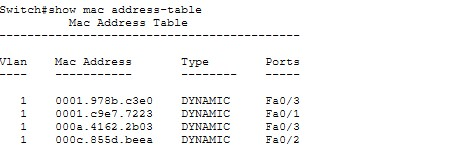 Switch#show mac address-table
Mac Address Table
-------------------------------------------
Vlan Mac Address Type Ports
---- ----------- -------- -----
1 0001.978b.c3e0 DYNAMIC Fa0/3
1 0001.c9e7.7223 DYNAMIC Fa0/1
1 000a.4162.2b03 DYNAMIC Fa0/3
1 000c.855d.beea DYNAMIC Fa0/2